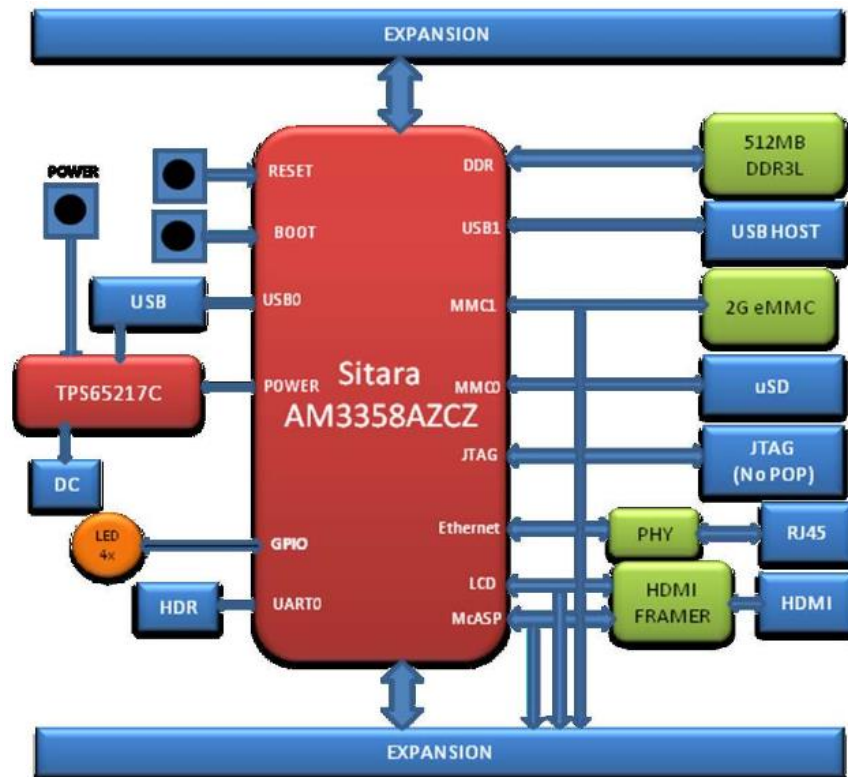 EXPANSION
POWER
RESET
BOOT
USB
USB0
TPS65217C
POWER
DC
LED
4x
GPIO
HDR
UART0
Sitara
AM3358AZCZ
DDR
512MB
DDR3L
USB1
USB HOST
MMC1
2G eMMC
MMC0
uSD
JTAG
JTAG
(No POP)
Ethernet
PHY
RJ45
LCD
McASP
HDMI
FRAMER
HDMI
EXPANSION